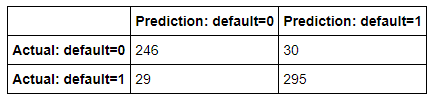 Prediction: default=0 Prediction: default=1
Actual: default=0 246 30
Actual: default=1 29 295